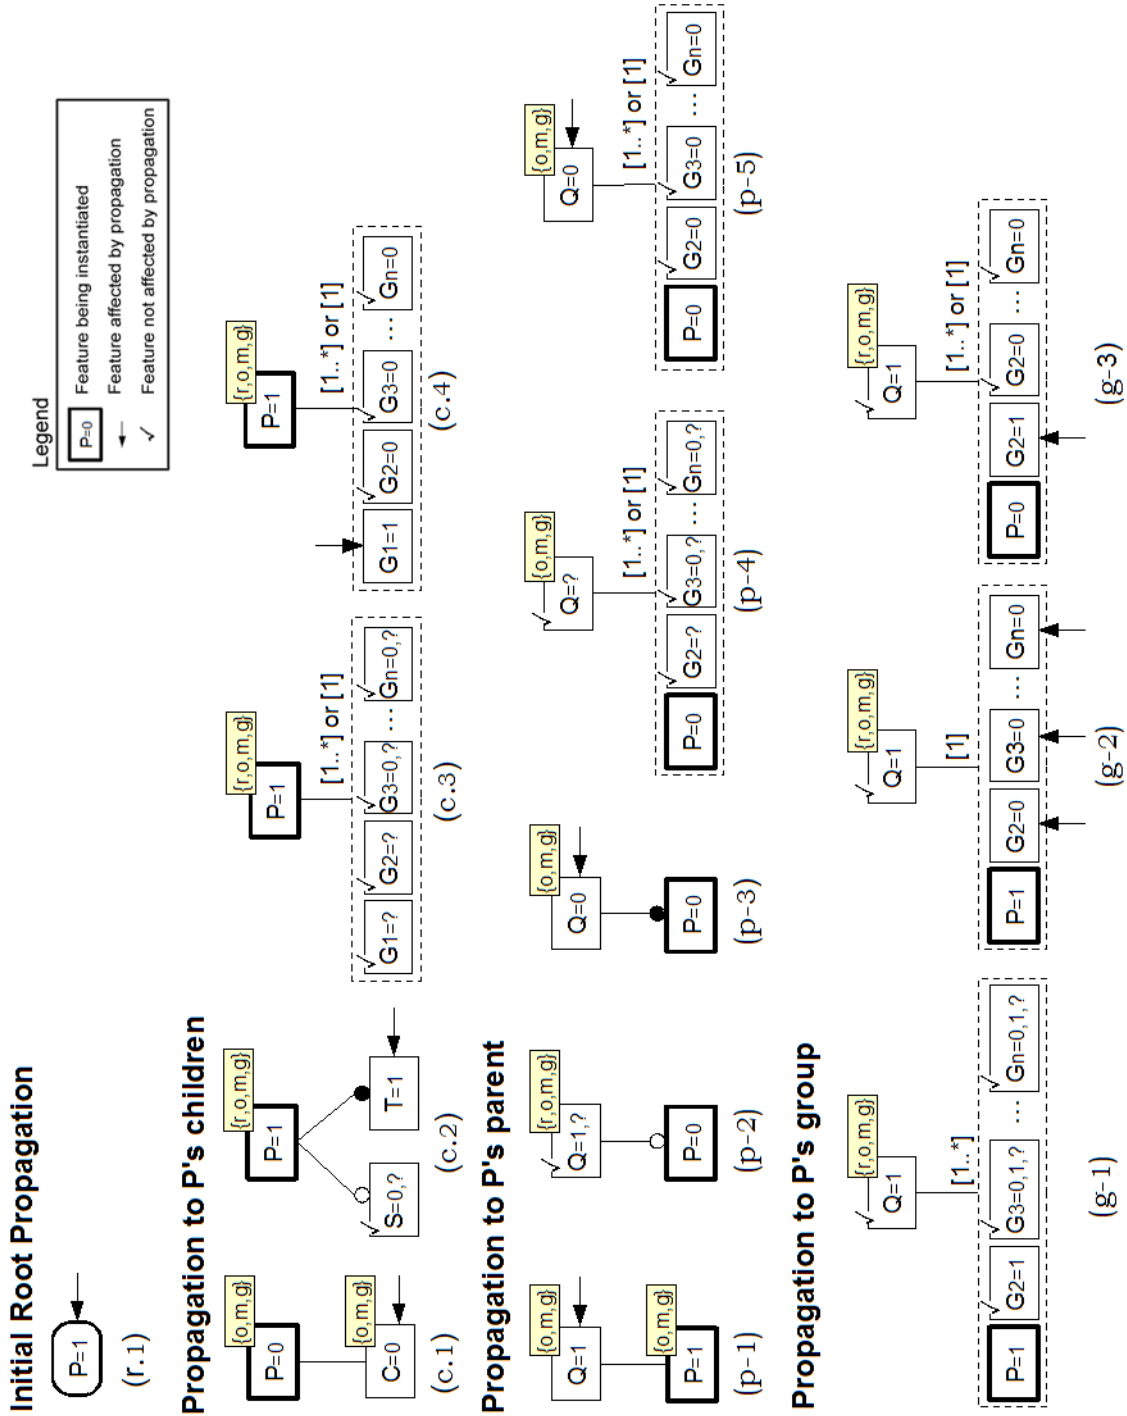 Legend
P=0 Feature being instantiated
Feature affected by propagation
✓ Feature not affected by propagation
Initial Root Propagation
P=1
(r.1)
Propagation to P's children
{o,m,g}
P=0
{o,m,g}
C=0
(c.1)
{r,o,m,g}
P=1
S=0,?
T=1
(c.2)
{r,o,m,g}
P=1
[1..*] or [1]
G1=? G2=? G3=0,? ... Gn=0,?
(c.3)
{r,o,m,g}
P=1
[1..*] or [1]
G1=1 G2=0 G3=0 ... Gn=0
(c.4)
Propagation to P's parent
{o,m,g}
Q=1
{o,m,g}
P=1
(p-1)
{r,o,m,g}
Q=1,?
P=0
(p-2)
{o,m,g}
Q=0
P=0
(p-3)
{o,m,g}
Q=?
[1..*] or [1]
P=0 G2=? G3=0,? ... Gn=0,?
(p-4)
{o,m,g}
Q=0
[1..*] or [1]
P=0 G2=0 G3=0 ... Gn=0
(p-5)
Propagation to P's group
{r,o,m,g}
Q=1
[1..*]
P=1 G2=1 G3=0,1,? ... Gn=0,1,?
(g-1)
{r,o,m,g}
Q=1
[1]
P=1 G2=0 G3=0 ... Gn=0
(g-2)
{r,o,m,g}
Q=1
[1..*] or [1]
P=0 G2=1 G2=0 ... Gn=0
(g-3)